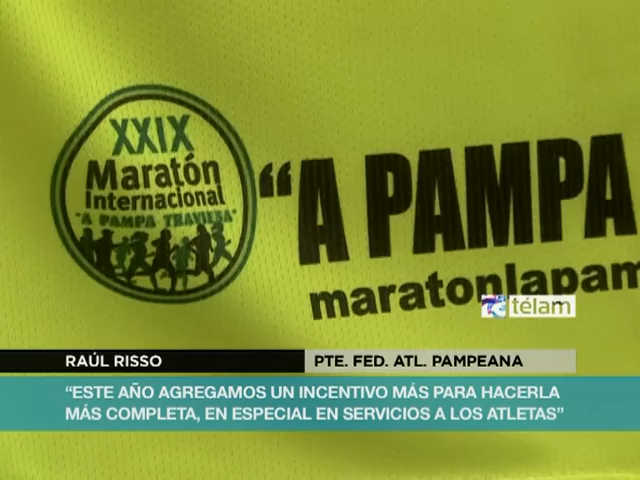 XXIX
Maratón
Internacional
"A PAMPA TRAVIESA"
“A PAMPA
maratonlapam
télam
RAÚL RISSO
PTE. FED. ATL. PAMPEANA
“ESTE AÑO AGREGAMOS UN INCENTIVO MÁS PARA HACERLA
MÁS COMPLETA, EN ESPECIAL EN SERVICIOS A LOS ATLETAS”